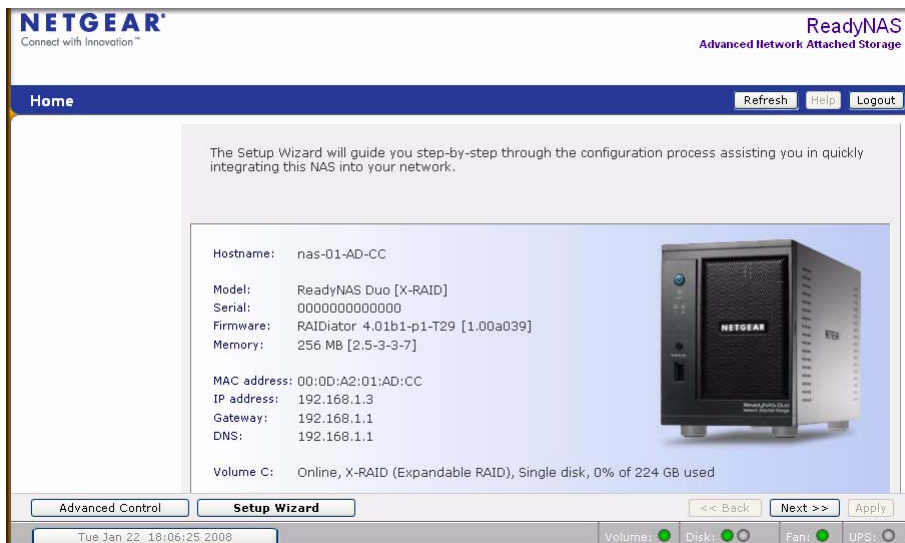 NETGEAR®
Connect with Innovation™
ReadyNAS
Advanced Network Attached Storage
Home
Refresh
Help
Logout
The Setup Wizard will guide you step-by-step through the configuration process assisting you in quickly
integrating this NAS into your network.
Hostname: nas-01-AD-CC
Model: ReadyNAS Duo [X-RAID]
Serial: 0000000000000
Firmware: RAIDiator 4.01b1-p1-T29 [1.00a039]
Memory: 256 MB [2.5-3-3-7]
MAC address: 00:0D:A2:01:AD:CC
IP address: 192.168.1.3
Gateway: 192.168.1.1
DNS: 192.168.1.1
Volume C: Online, X-RAID (Expandable RAID), Single disk, 0% of 224 GB used
NETGEAR
ReadyNAS Duo
Advanced Control
Setup Wizard
<< Back
Next >>
Apply
Tue Jan 22 18:06:25 2008
Volume:
Disk:
Fan:
UPS: